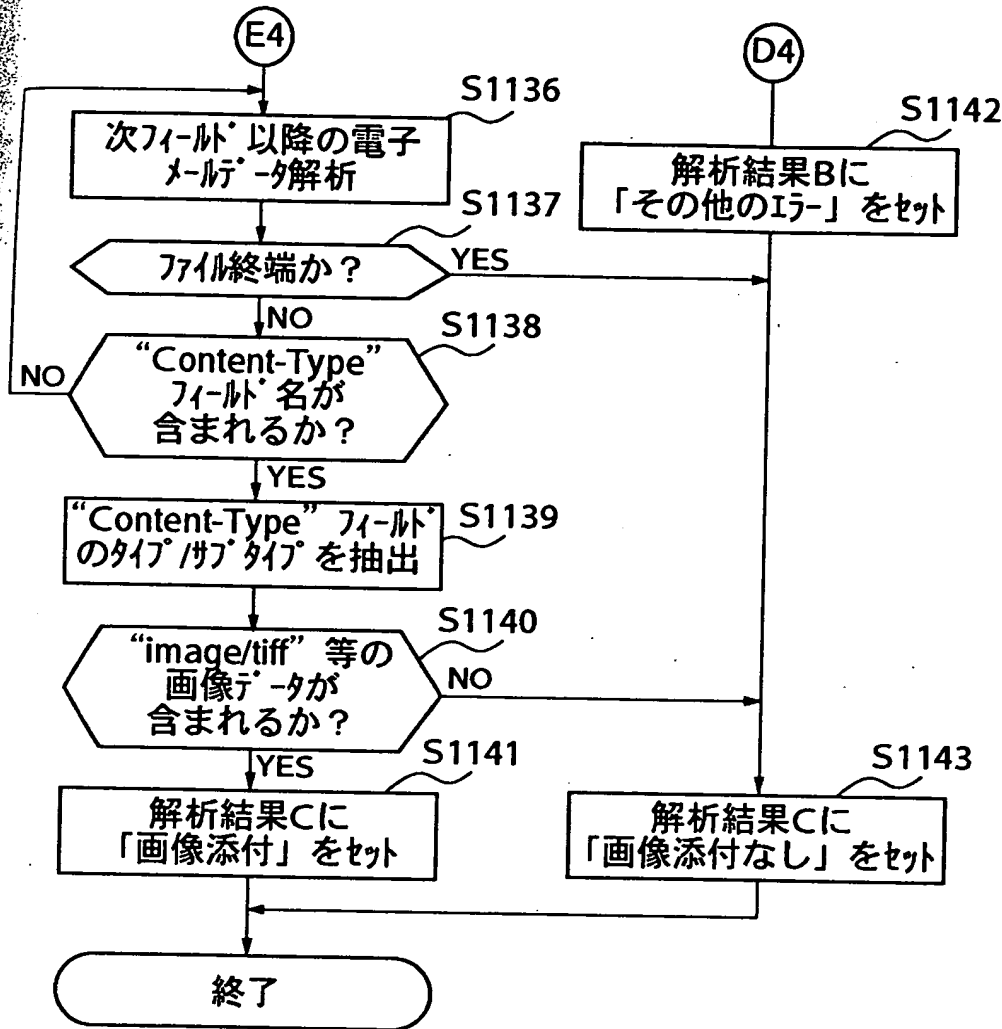 E4
D4
S1136
次ﾌｨｰﾙﾄﾞ以降の電子
ﾒｰﾙﾃﾞｰﾀ解析
S1142
解析結果Bに
「その他のｴﾗｰ」をｾｯﾄ
S1137
ﾌｧｲﾙ終端か？
YES
NO
S1138
“Content-Type”
ﾌｨｰﾙﾄﾞ名が
含まれるか？
NO
YES
S1139
“Content-Type” ﾌｨｰﾙﾄﾞ
のﾀｲﾌﾟ/ｻﾌﾞﾀｲﾌﾟを抽出
S1140
“image/tiff” 等の
画像ﾃﾞｰﾀが
含まれるか？
NO
YES
S1141
解析結果Cに
「画像添付」をｾｯﾄ
S1143
解析結果Cに
「画像添付なし」をｾｯﾄ
終了